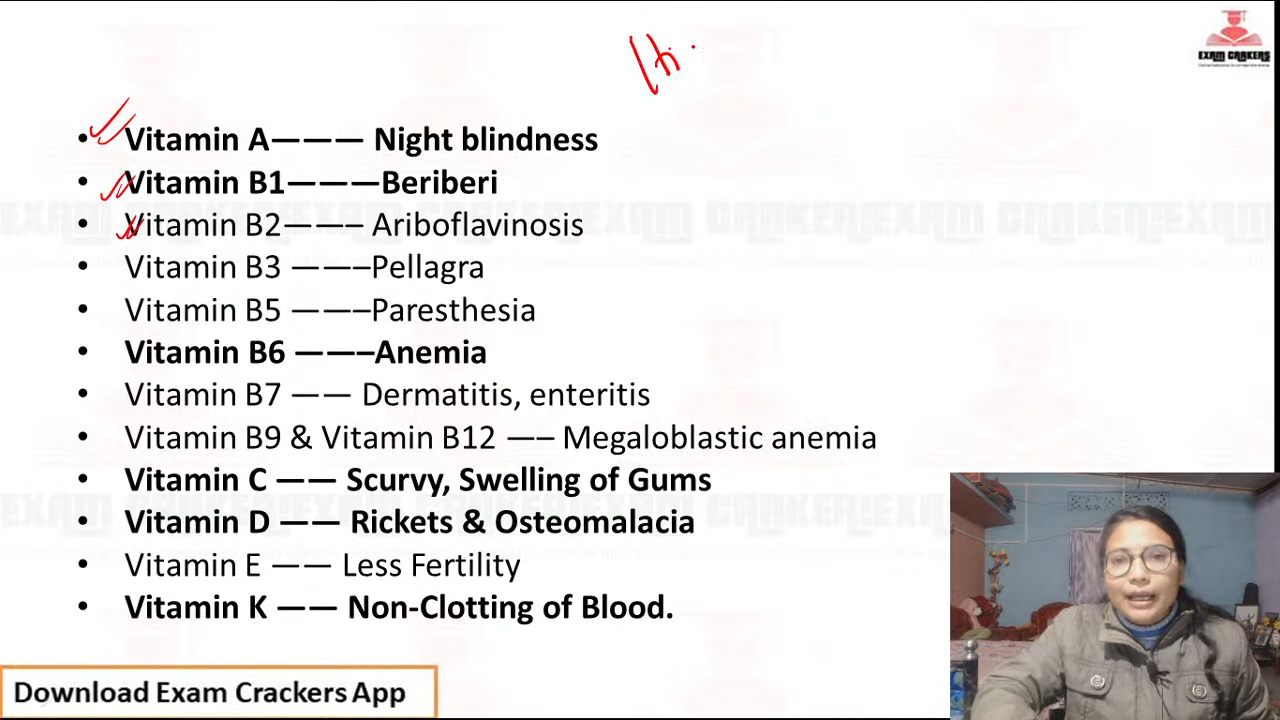 EXAM CRAKERS
• Vitamin A——— Night blindness
• Vitamin B1———Beriberi
• Vitamin B2——— Ariboflavinosis
• Vitamin B3 ——–Pellagra
• Vitamin B5 ——–Paresthesia
• Vitamin B6 ——–Anemia
• Vitamin B7 —— Dermatitis, enteritis
• Vitamin B9 & Vitamin B12 —– Megaloblastic anemia
• Vitamin C —— Scurvy, Swelling of Gums
• Vitamin D —— Rickets & Osteomalacia
• Vitamin E —— Less Fertility
• Vitamin K —— Non-Clotting of Blood.
Download Exam Crackers App